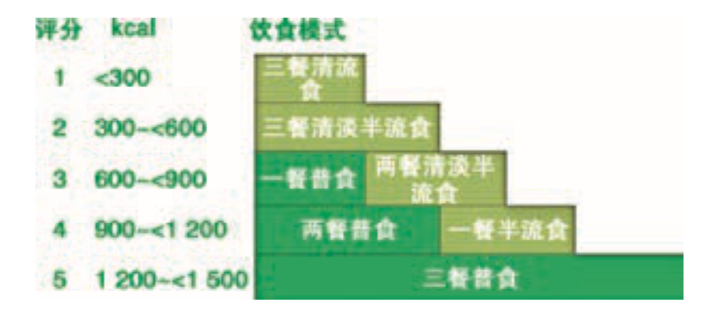 评分 kcal 饮食模式
1 <300 三餐清流食
2 300~<600 三餐清淡半流食
3 600~<900 一餐普食 两餐清淡半流食
4 900~<1 200 两餐普食 一餐半流食
5 1 200~<1 500 三餐普食